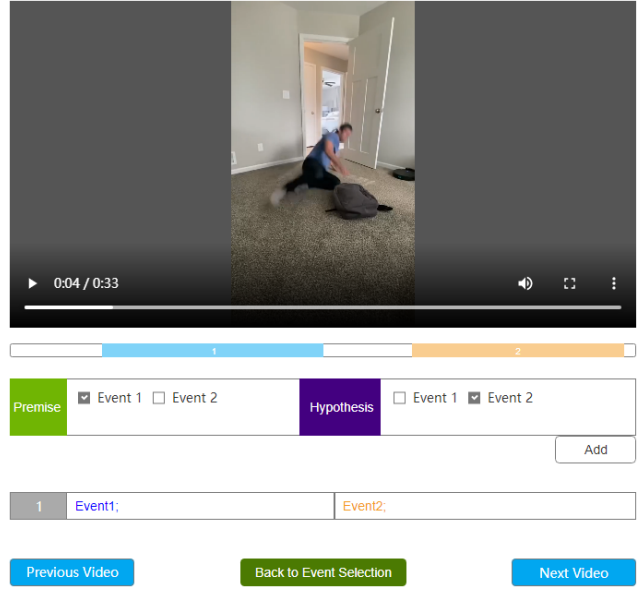 0:04 / 0:33
1 2
Premise Event 1 Event 2 Hypothesis Event 1 Event 2
Add
1 Event1; Event2;
Previous Video Back to Event Selection Next Video